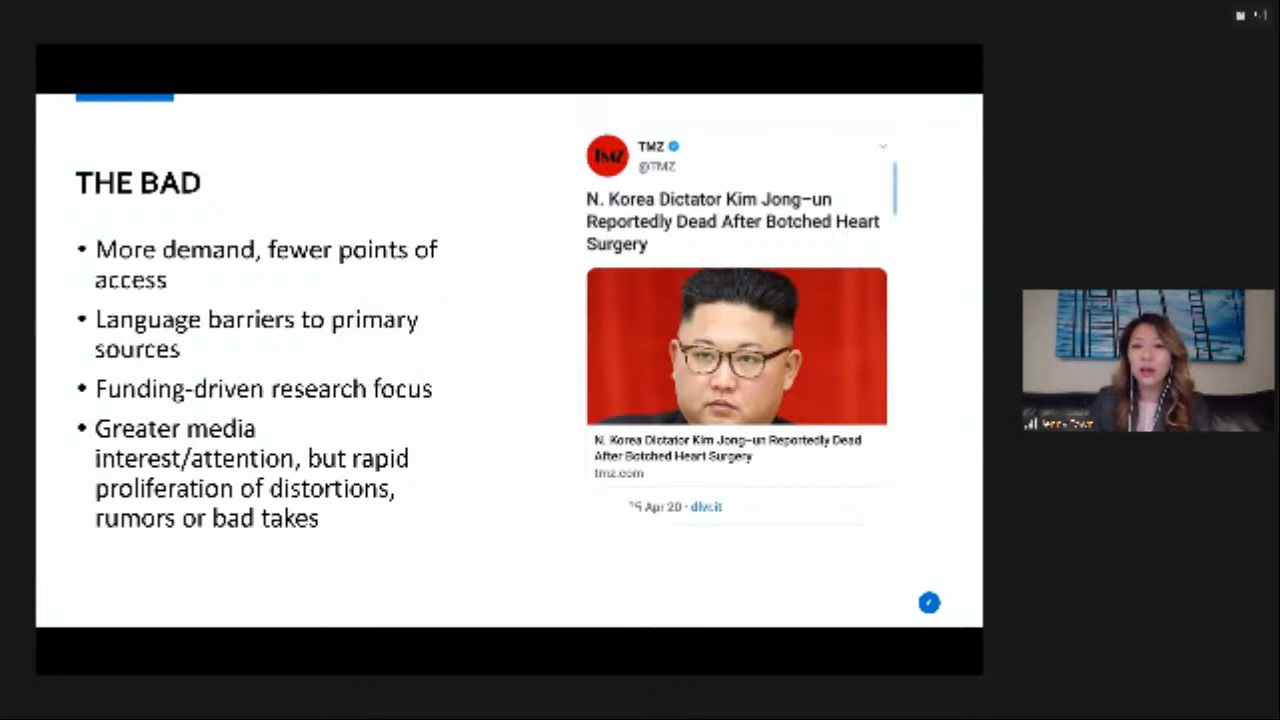 THE BAD
• More demand, fewer points of
access
• Language barriers to primary
sources
• Funding-driven research focus
• Greater media
interest/attention, but rapid
proliferation of distortions,
rumors or bad takes
TMZ
TMZ
@TMZ
N. Korea Dictator Kim Jong-un
Reportedly Dead After Botched Heart
Surgery
N. Korea Dictator Kim Jong-un Reportedly Dead
After Botched Heart Surgery
tmz.com
Apr 20 · dlvr.it